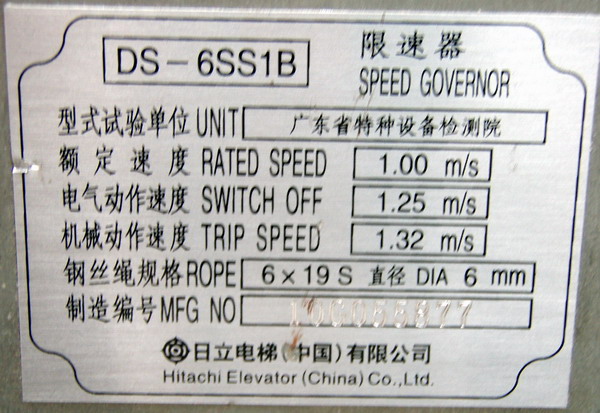 DS-6SS1B
限速器
SPEED GOVERNOR
型式试验单位 UNIT 广东省特种设备检测院
额定速度 RATED SPEED 1.00 m/s
电气动作速度 SWITCH OFF 1.25 m/s
机械动作速度 TRIP SPEED 1.32 m/s
钢丝绳规格 ROPE 6×19 S 直径 DIA 6 mm
制造编号 MFG NO
日立电梯(中国)有限公司
Hitachi Elevator (China) Co.,Ltd.